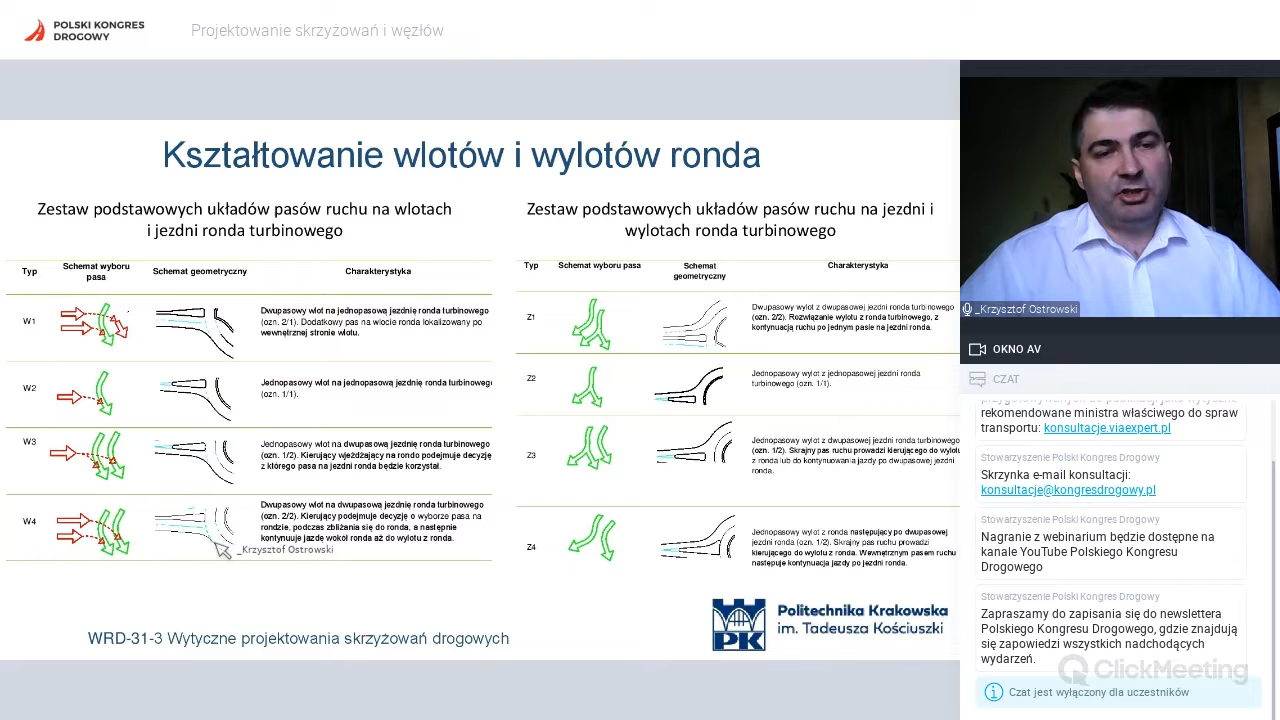 POLSKI KONGRES
DROGOWY
Projektowanie skrzyżowań i węzłów
Kształtowanie wlotów i wylotów ronda
Zestaw podstawowych układów pasów ruchu na wlotach
i jezdni ronda turbinowego
Typ
Schemat wyboru
pasa
Schemat geometryczny
Charakterystyka
W1
Dwupasowy wlot na jednopasową jezdnię ronda turbinowego
(ozn. 2/1). Dodatkowy pas na wlocie ronda lokalizowany po
wewnętrznej stronie wlotu.
W2
Jednopasowy wlot na jednopasową jezdnię ronda turbinowego
(ozn. 1/1).
W3
Jednopasowy wlot na dwupasową jezdnię ronda turbinowego
(ozn. 1/2). Kierujący wjeżdżający na rondo podejmuje decyzję
z którego pasa na jezdni ronda będzie korzystał.
W4
Dwupasowy wlot na dwupasową jezdnię ronda turbinowego
(ozn. 2/2). Kierujący podejmuje decyzję o wyborze pasa na
rondzie, podczas zbliżania się do ronda, a następnie
kontynuuje jazdę wokół ronda aż do wylotu z ronda.
_Krzysztof Ostrowski
Zestaw podstawowych układów pasów ruchu na jezdni i
wylotach ronda turbinowego
Typ
Schemat wyboru pasa
Schemat
geometryczny
Charakterystyka
Z1
Dwupasowy wylot z dwupasowej jezdni ronda turbinowego
(ozn. 2/2). Rozwiązanie wylotu z ronda turbinowego, z
kontynuacją ruchu po jednym pasie na jezdni ronda.
Z2
Jednopasowy wylot z jednopasowej jezdni ronda
turbinowego (ozn. 1/1).
Z3
Jednopasowy wylot z dwupasowej jezdni ronda turbinowego
(ozn. 1/2). Skrajny pas ruchu prowadzi kierującego do wylotu
z ronda lub do kontynuowania jazdy po dwupasowej jezdni
ronda.
Z4
Jednopasowy wylot z ronda następujący po dwupasowej
jezdni ronda (ozn. 1/2). Skrajny pas ruchu prowadzi
kierującego do wylotu z ronda. Wewnętrznym pasem ruchu
następuje kontynuacja jazdy po jezdni ronda.
WRD-31-3 Wytyczne projektowania skrzyżowań drogowych
PK
Politechnika Krakowska
im. Tadeusza Kościuszki
_Krzysztof Ostrowski
OKNO AV
CZAT
rekomendowane ministra właściwego do spraw
transportu: konsultacje.viaexpert.pl
Stowarzyszenie Polski Kongres Drogowy
Skrzynka e-mail konsultacji:
konsultacje@kongresdrogowy.pl
Stowarzyszenie Polski Kongres Drogowy
Nagranie z webinarium będzie dostępne na
kanale YouTube Polskiego Kongresu
Drogowego
Stowarzyszenie Polski Kongres Drogowy
Zapraszamy do zapisania się do newslettera
Polskiego Kongresu Drogowego, gdzie znajdują
się zapowiedzi wszystkich nadchodzących
wydarzeń.
ClickMeeting
Czat jest wyłączony dla uczestników